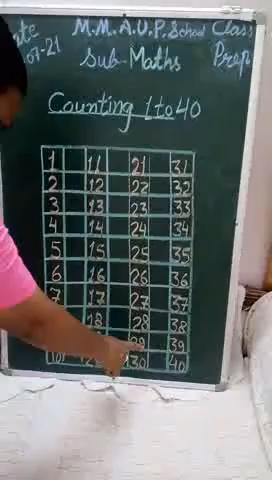 M.M.A.U.P.School Class
07-21 Sub-Maths Prep
Counting 1 to 40
1 11 21 31
2 12 22 32
3 13 23 33
4 14 24 34
5 15 25 35
6 16 26 36
7 17 27 37
18 28 38
29 39
10 30 40